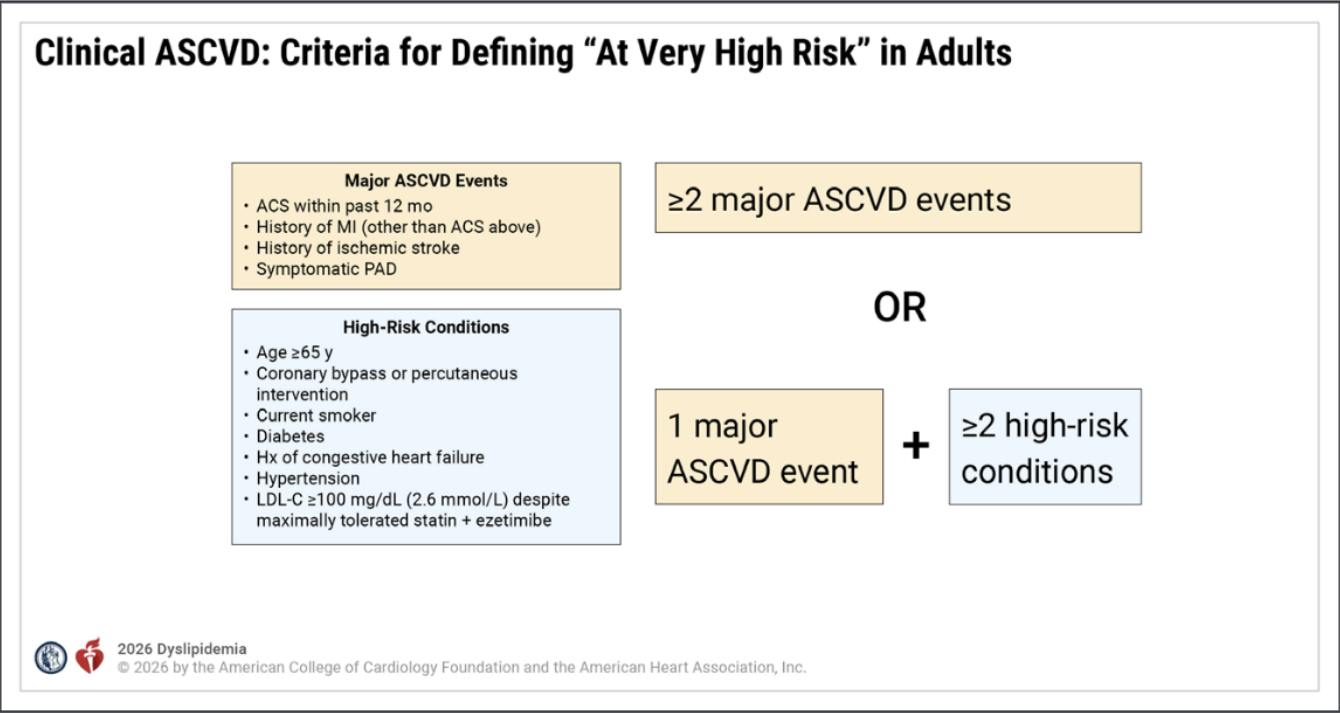 Clinical ASCVD: Criteria for Defining “At Very High Risk” in Adults
Major ASCVD Events
• ACS within past 12 mo
• History of MI (other than ACS above)
• History of ischemic stroke
• Symptomatic PAD
High-Risk Conditions
• Age ≥65 y
• Coronary bypass or percutaneous
intervention
• Current smoker
• Diabetes
• Hx of congestive heart failure
• Hypertension
• LDL-C ≥100 mg/dL (2.6 mmol/L) despite
maximally tolerated statin + ezetimibe
≥2 major ASCVD events
OR
1 major
ASCVD event
+
≥2 high-risk
conditions
2026 Dyslipidemia
© 2026 by the American College of Cardiology Foundation and the American Heart Association, Inc.